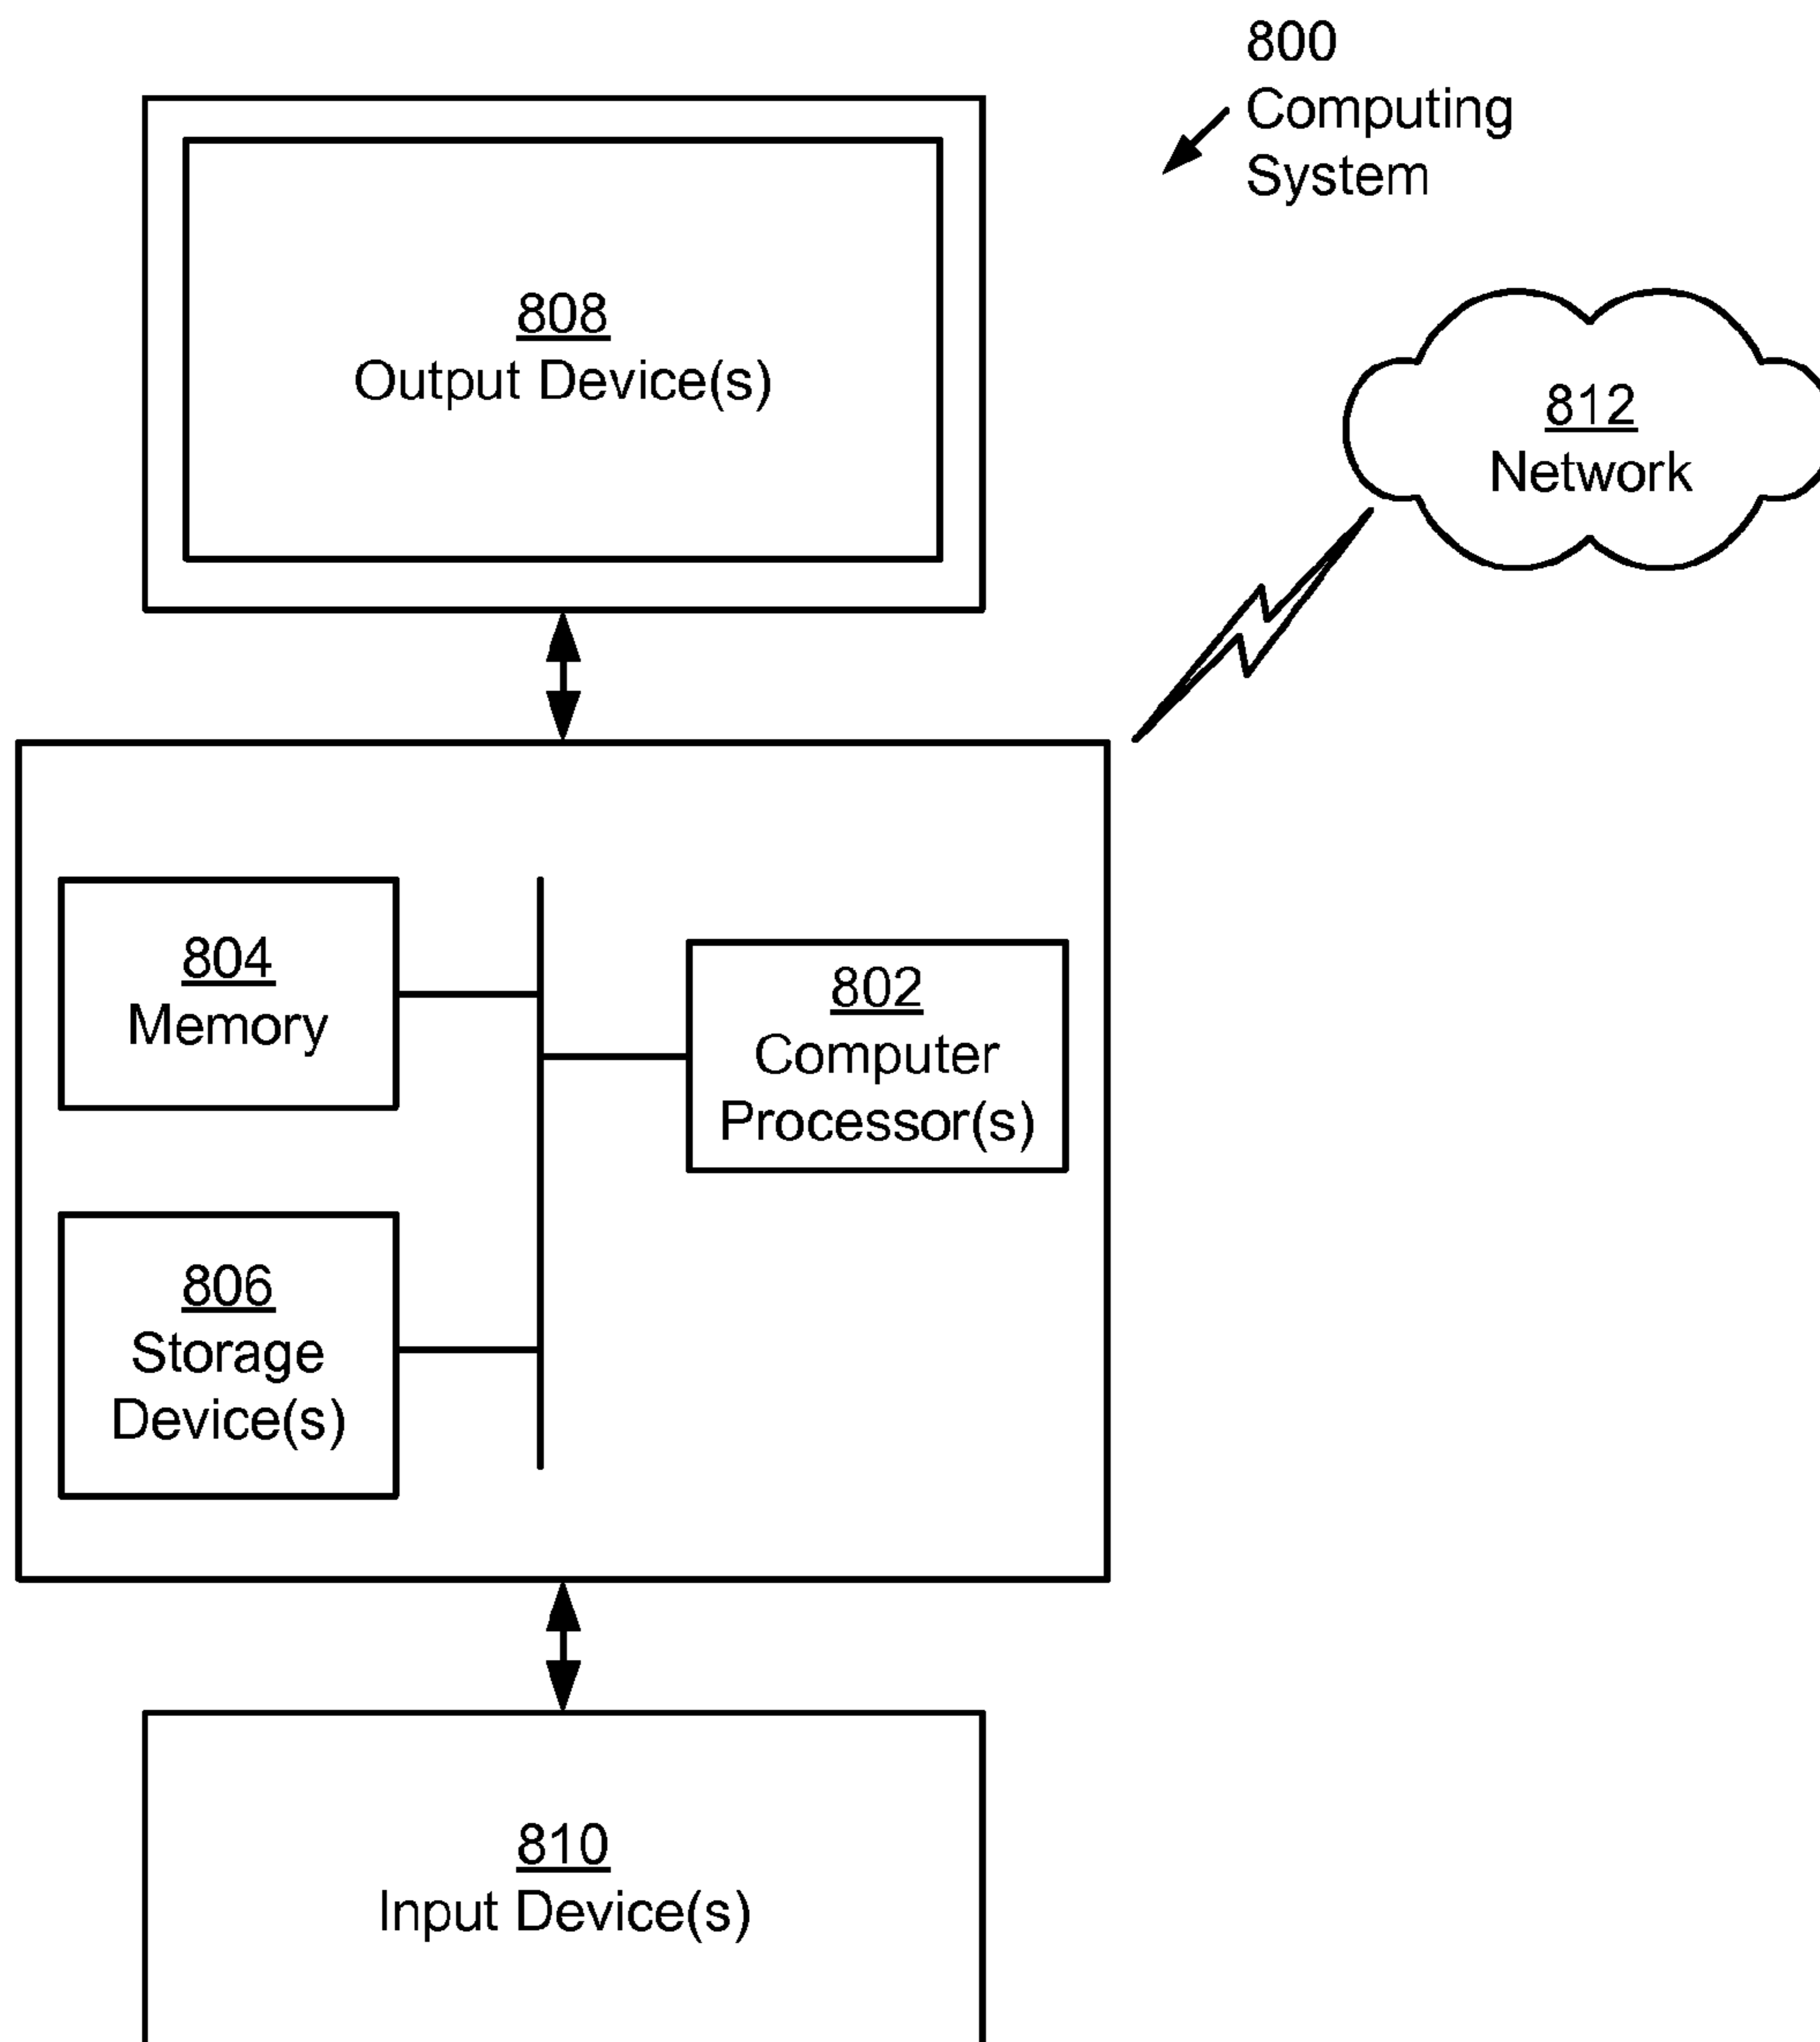 800
Computing
System
808
Output Device(s)
812
Network
804
Memory
802
Computer
Processor(s)
806
Storage
Device(s)
810
Input Device(s)